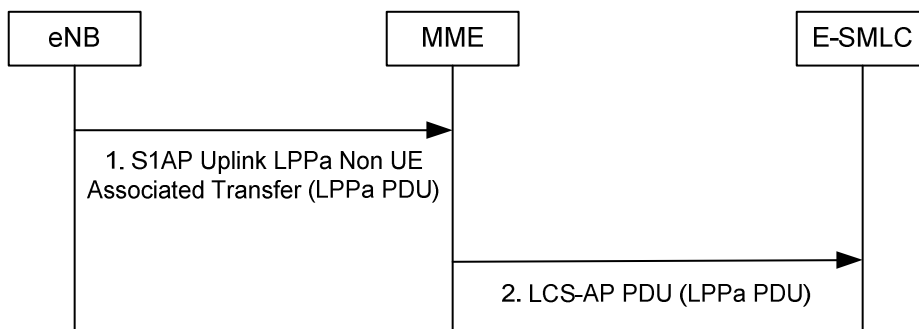 eNB
MME
E-SMLC
1. S1AP Uplink LPPa Non UE
Associated Transfer (LPPa PDU)
2. LCS-AP PDU (LPPa PDU)